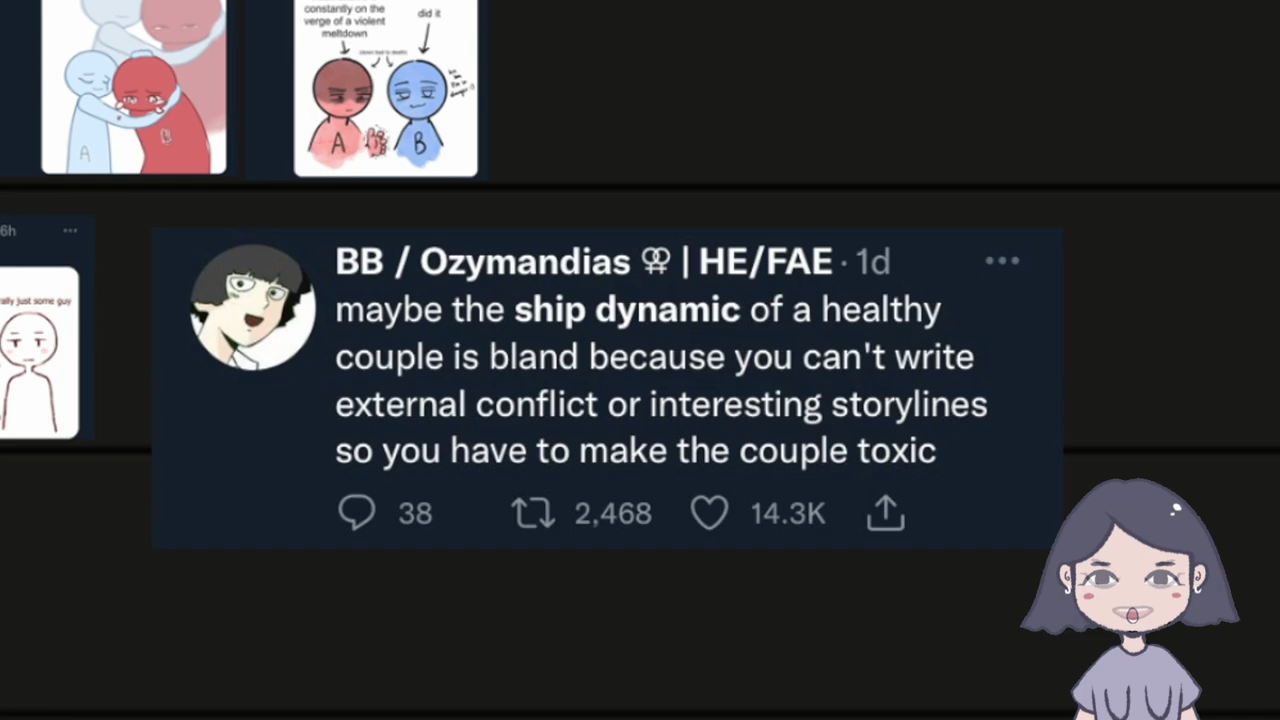 constantly on the
verge of a violent
meltdown
did it
A
B
A
B
6h
ally just some guy
BB / Ozymandias ⚢ | HE/FAE · 1d
maybe the ship dynamic of a healthy
couple is bland because you can't write
external conflict or interesting storylines
so you have to make the couple toxic
38 2,468 14.3K